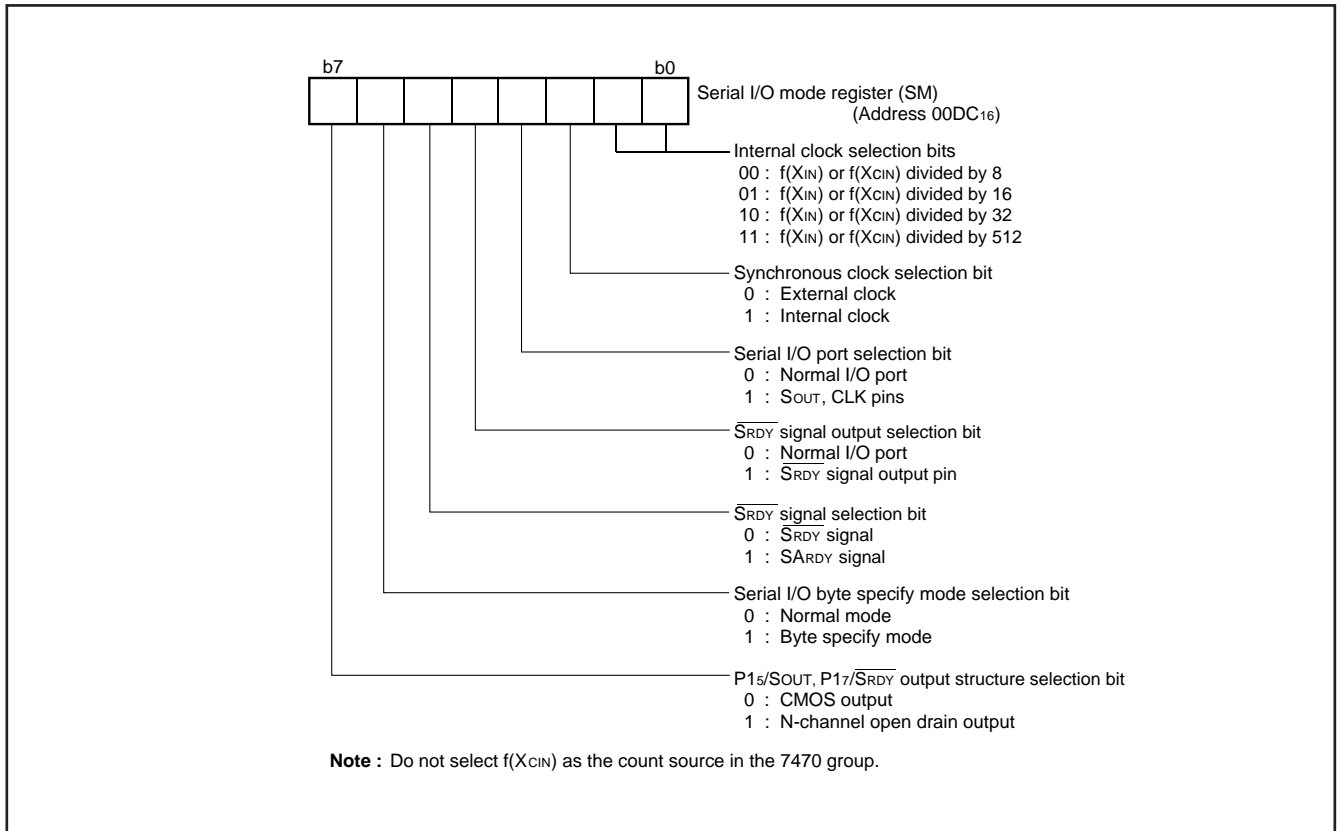 b7 b0
Serial I/O mode register (SM)
(Address 00DC16)
Internal clock selection bits
00 : f(XIN) or f(XCIN) divided by 8
01 : f(XIN) or f(XCIN) divided by 16
10 : f(XIN) or f(XCIN) divided by 32
11 : f(XIN) or f(XCIN) divided by 512
Synchronous clock selection bit
0 : External clock
1 : Internal clock
Serial I/O port selection bit
0 : Normal I/O port
1 : SOUT, CLK pins
SRDY signal output selection bit
0 : Normal I/O port
1 : SRDY signal output pin
SRDY signal selection bit
0 : SRDY signal
1 : SARDY signal
Serial I/O byte specify mode selection bit
0 : Normal mode
1 : Byte specify mode
P15/SOUT, P17/SRDY output structure selection bit
0 : CMOS output
1 : N-channel open drain output
Note : Do not select f(XCIN) as the count source in the 7470 group.